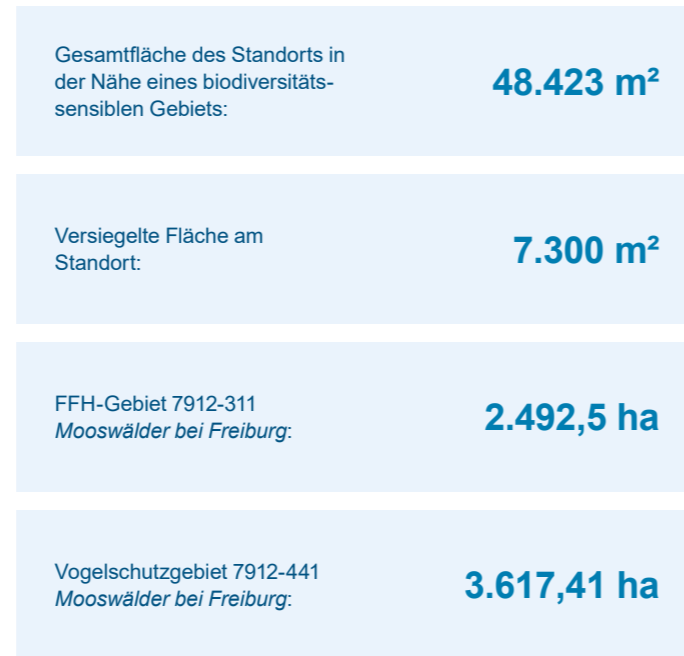 Gesamtfläche des Standorts in
der Nähe eines biodiversitäts-
sensiblen Gebiets:
48.423 m²
Versiegelte Fläche am
Standort:
7.300 m²
FFH-Gebiet 7912-311
Mooswälder bei Freiburg:
2.492,5 ha
Vogelschutzgebiet 7912-441
Mooswälder bei Freiburg:
3.617,41 ha